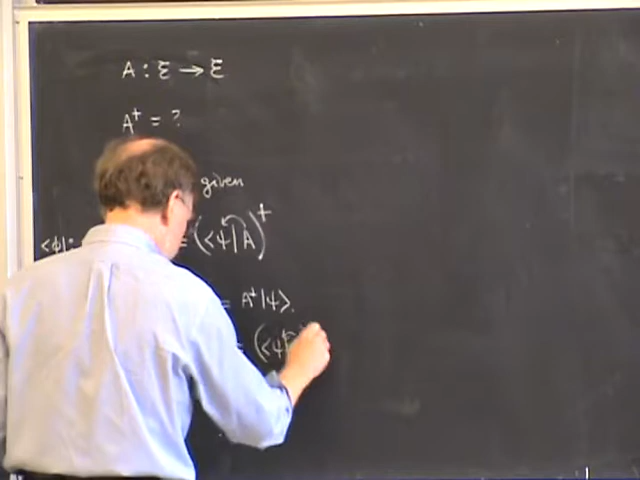 A : ℰ → ℰ
A† = ?
given
<φ| = (<ψ|A)†
= A†|ψ>.
= (<ψ|